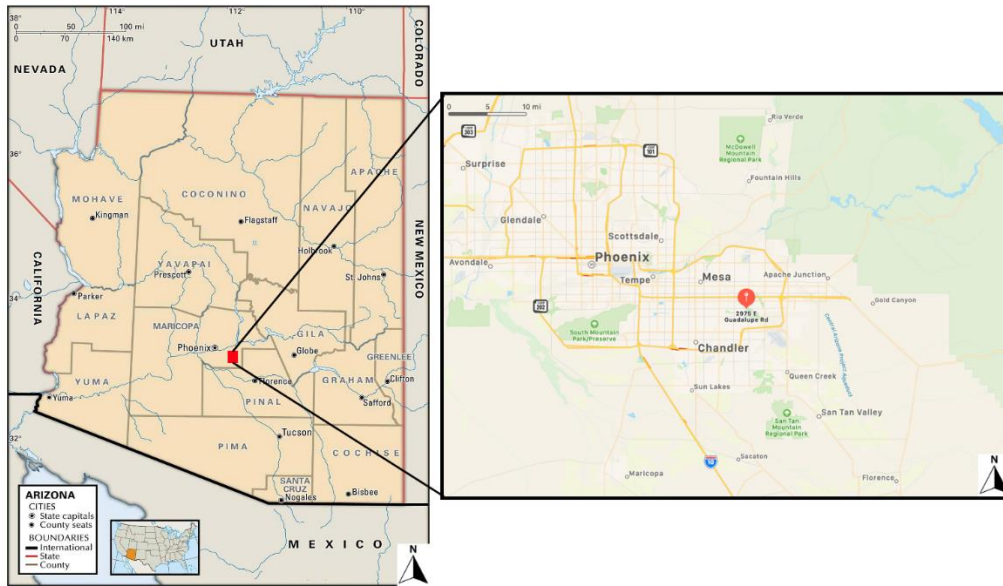 38°
114°
112°
110°
0 50 100 mi
0 70 140 km
UTAH
COLORADO
NEVADA
36°
APACHE
COCONINO
NAVAJO
MOHAVE
Kingman
Flagstaff
Holbrook
NEW MEXICO
CALIFORNIA
YAVAPAI
Prescott
St Johns
34°
Parker
LA PAZ
MARICOPA
GILA
Phoenix
Globe
GREENLEE
YUMA
Florence
GRAHAM
Clifton
Yuma
PINAL
Safford
32°
Tucson
PIMA
COCHISE
SANTA
CRUZ
Nogales
Bisbee
ARIZONA
CITIES
State capitals
County seats
BOUNDARIES
International
State
County
MEXICO
N
0 5 10 mi
303
101
Rio Verde
McDowell
Mountain
Regional Park
Surprise
Fountain Hills
Glendale
Scottsdale
Phoenix
Avondale
Tempe
Mesa
Apache Junction
Gold Canyon
202
2975 E
Guadalupe Rd
South Mountain
Park/Preserve
Chandler
Central Arizona Project Aqueduct
Queen Creek
Sun Lakes
San Tan
Mountain
Regional Park
San Tan Valley
10
Sacaton
Maricopa
Florence
N